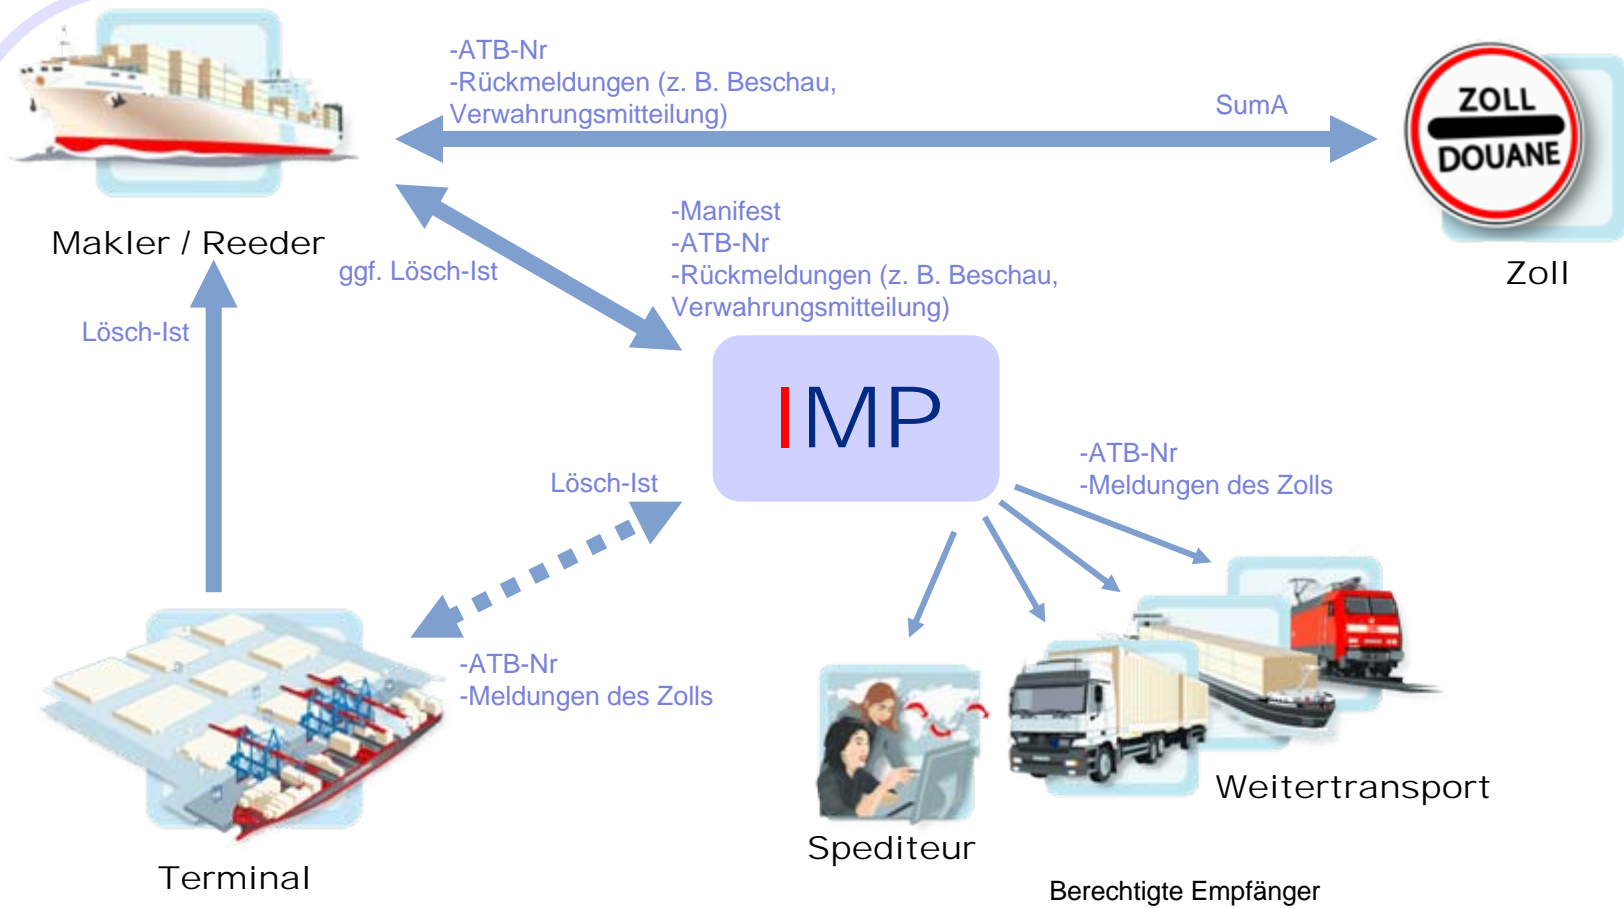 -ATB-Nr
-Rückmeldungen (z. B. Beschau,
Verwahrungsmitteilung)
SumA
ZOLL
DOUANE
Makler / Reeder
Zoll
-Manifest
-ATB-Nr
-Rückmeldungen (z. B. Beschau,
Verwahrungsmitteilung)
ggf. Lösch-Ist
Lösch-Ist
IMP
Lösch-Ist
-ATB-Nr
-Meldungen des Zolls
-ATB-Nr
-Meldungen des Zolls
Weitertransport
Spediteur
Terminal
Berechtigte Empfänger